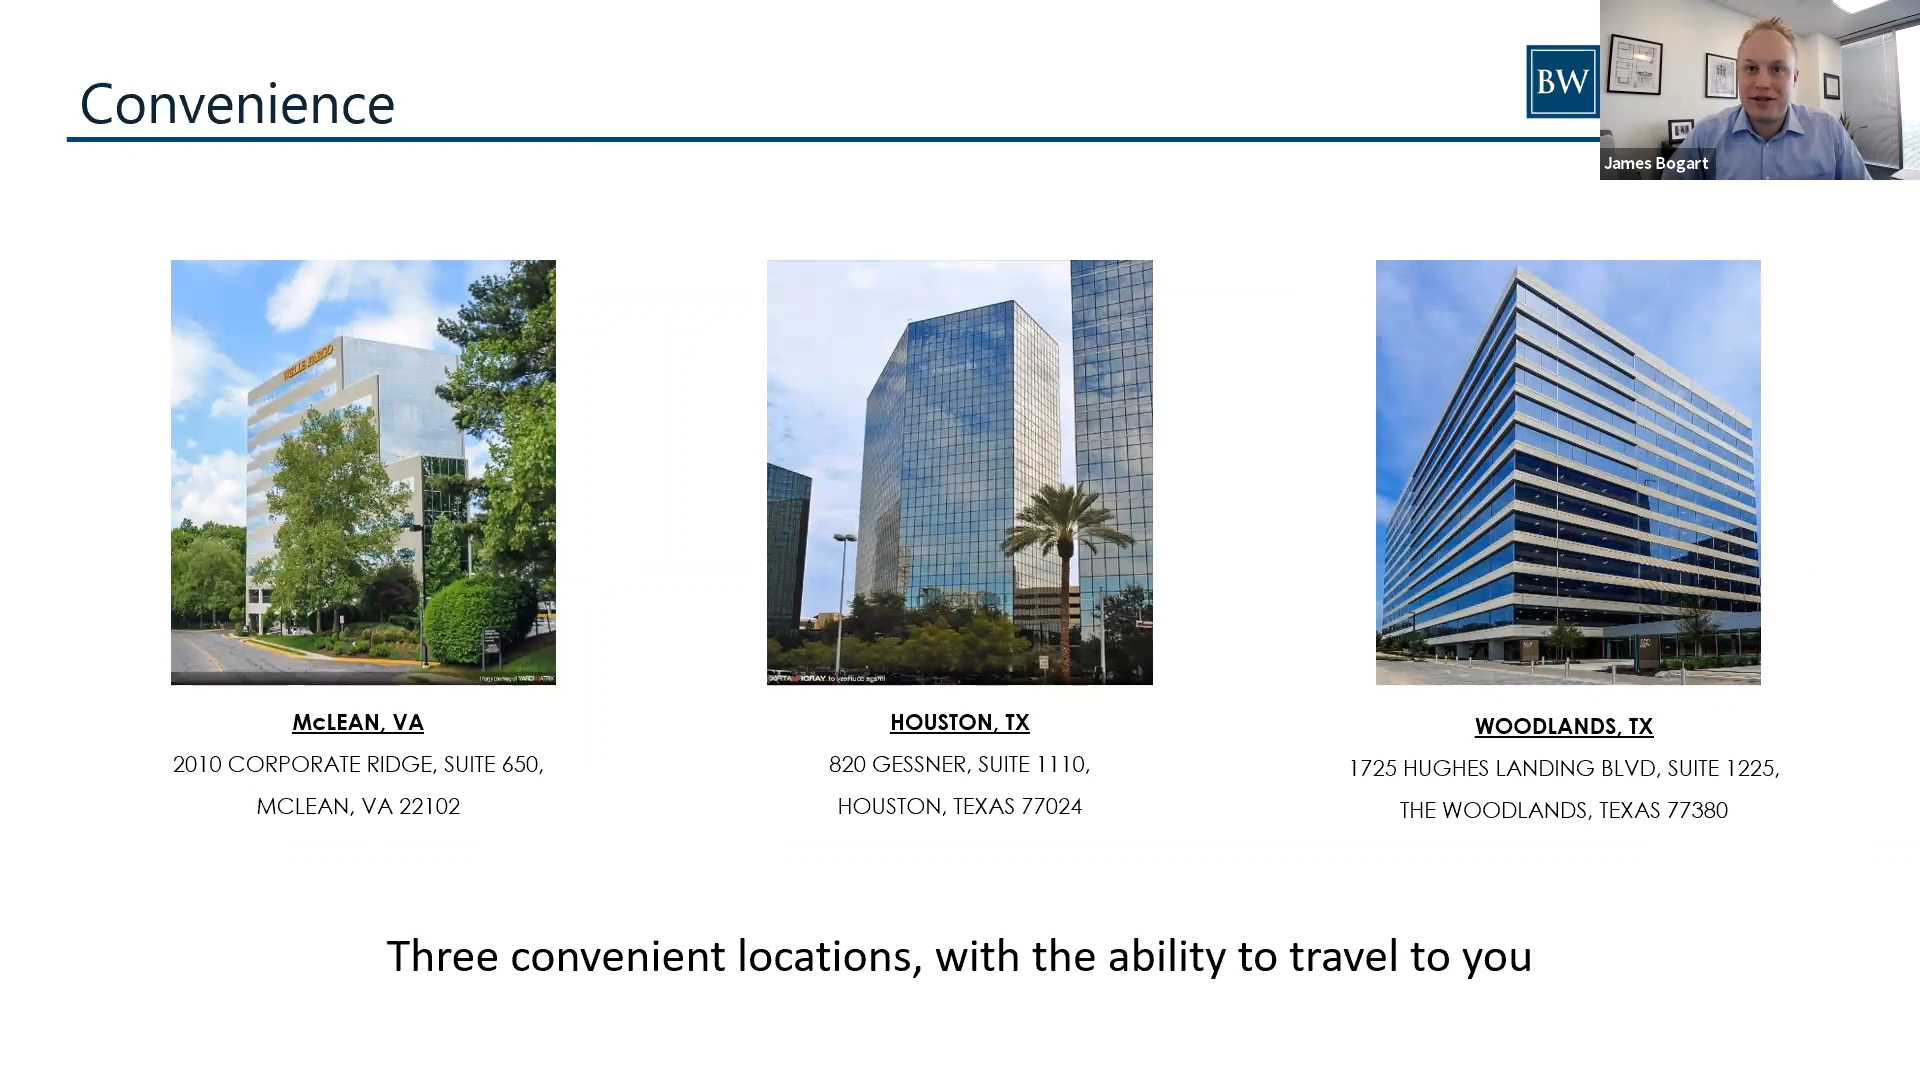 Convenience
BW
James Bogart
WELLS FARGO
McLEAN, VA
2010 CORPORATE RIDGE, SUITE 650,
MCLEAN, VA 22102
HOUSTON, TX
820 GESSNER, SUITE 1110,
HOUSTON, TEXAS 77024
WOODLANDS, TX
1725 HUGHES LANDING BLVD, SUITE 1225,
THE WOODLANDS, TEXAS 77380
Three convenient locations, with the ability to travel to you